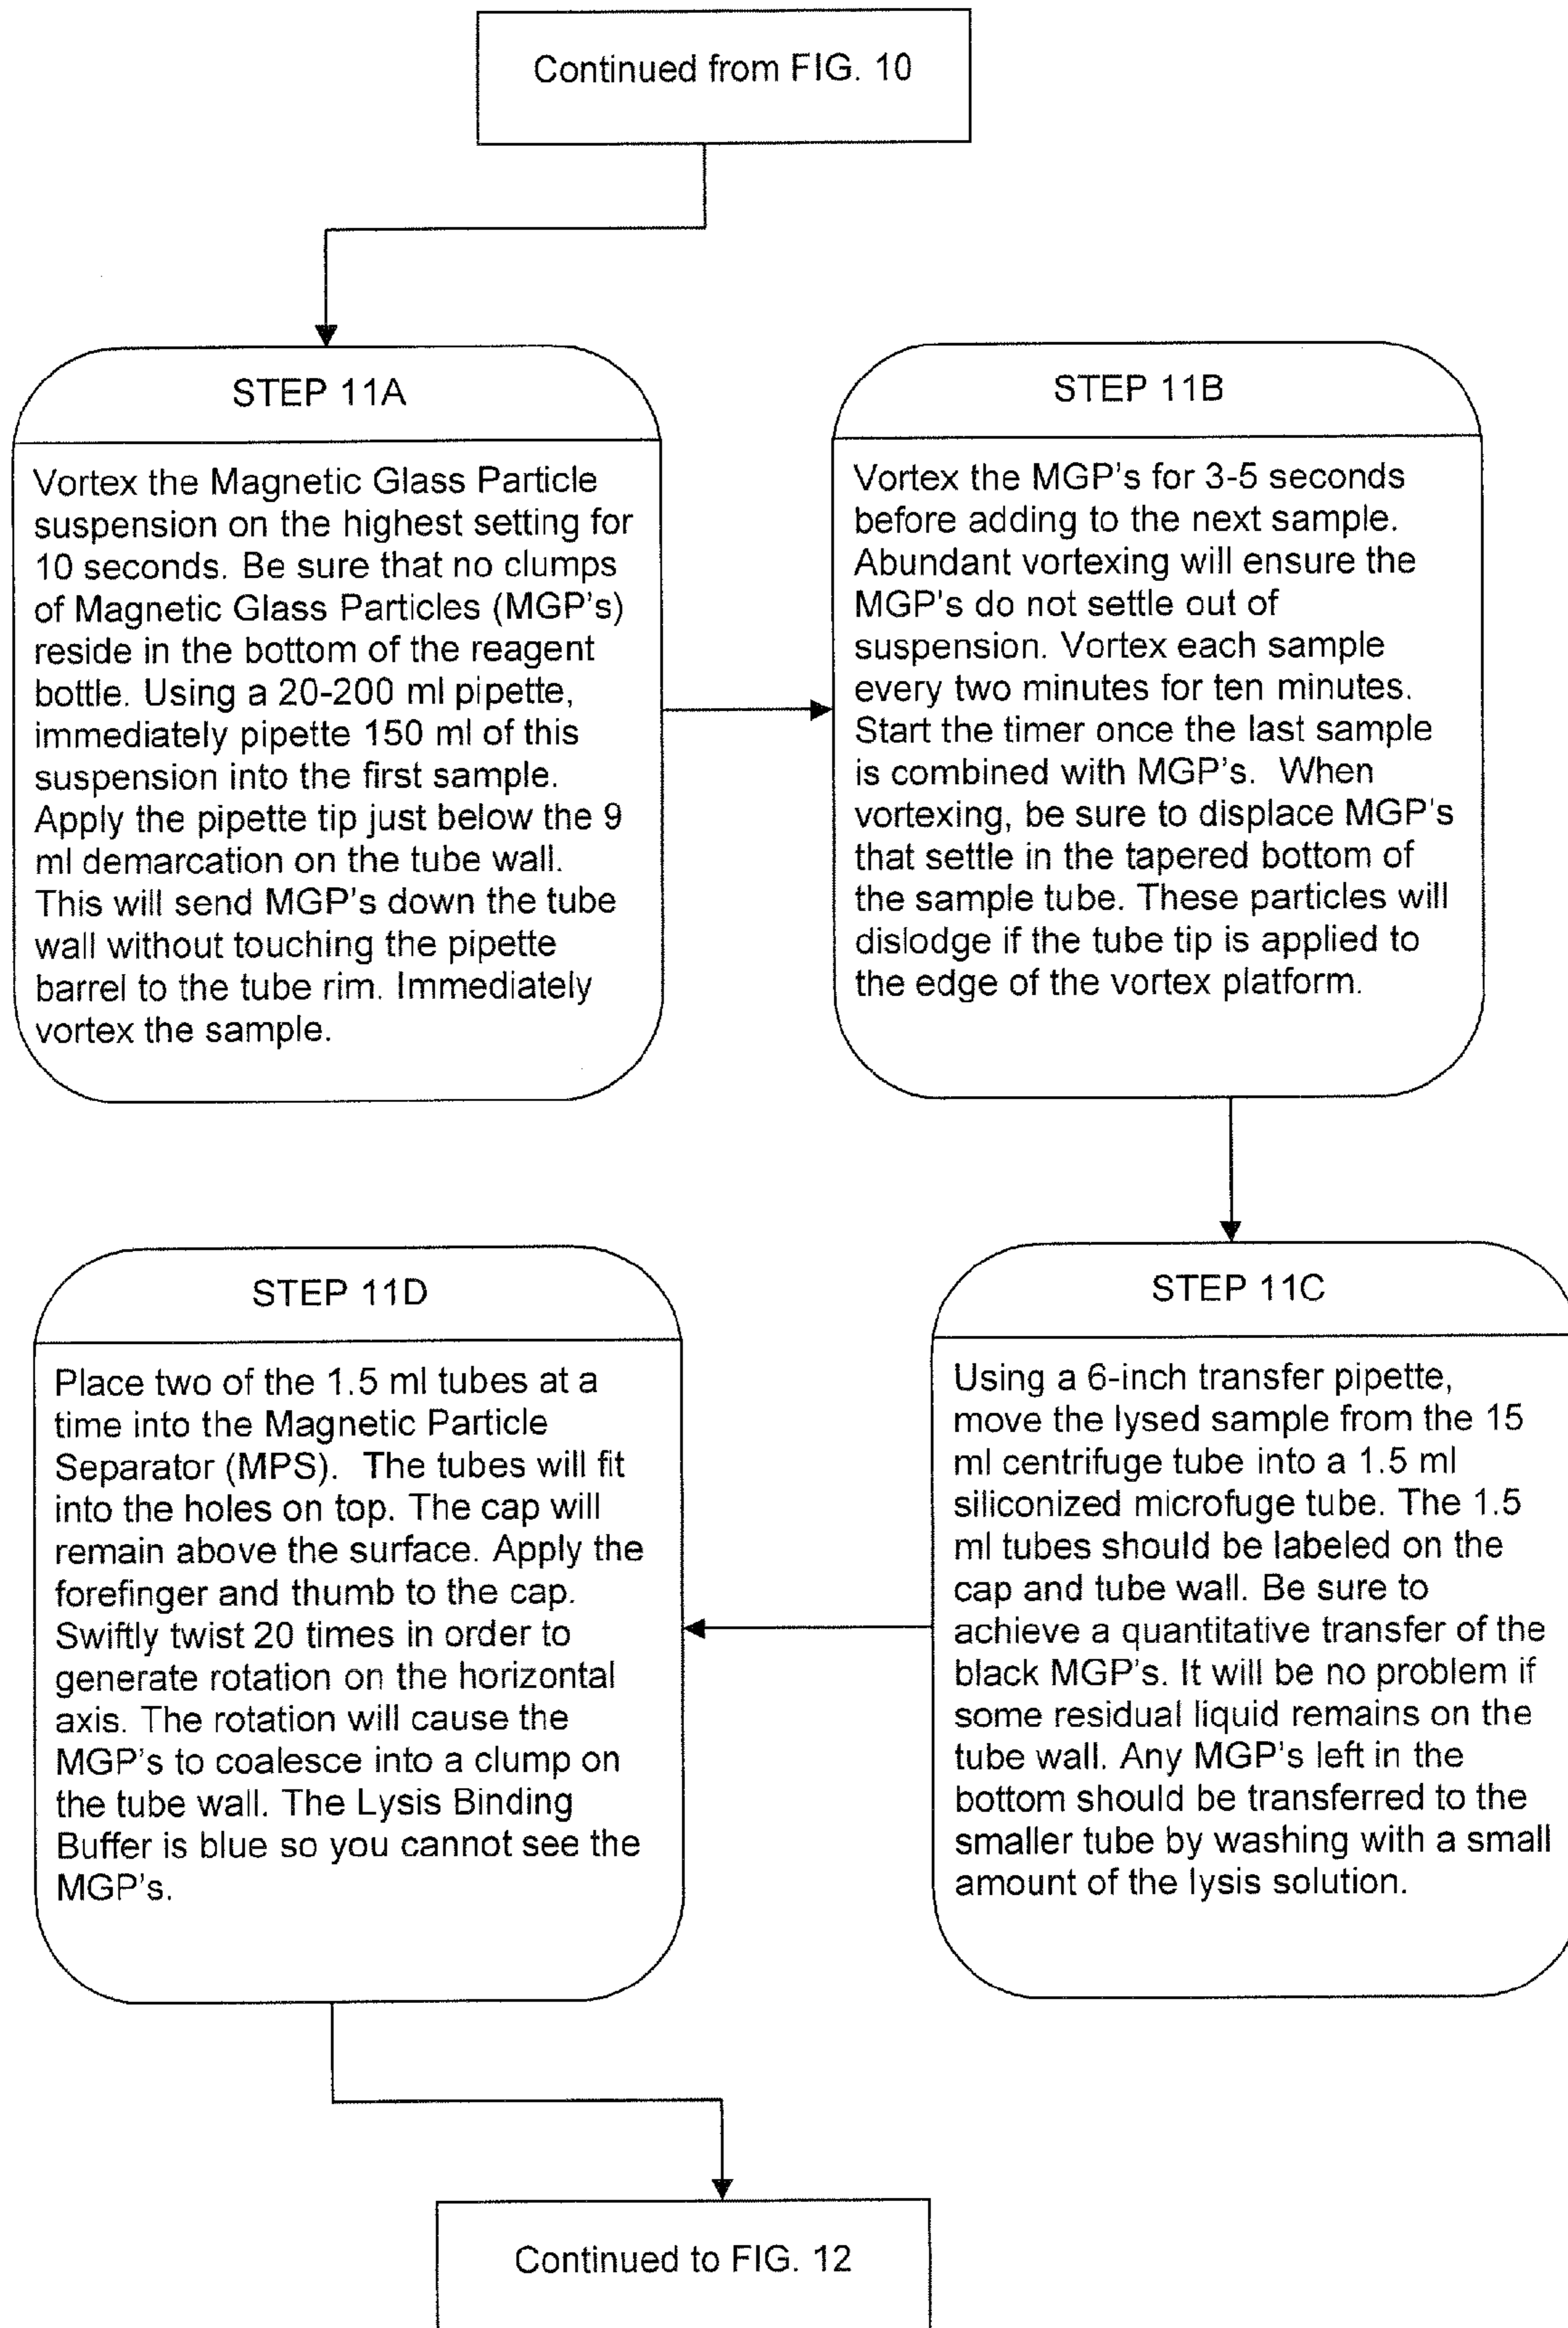 Continued from FIG. 10
STEP 11A
Vortex the Magnetic Glass Particle
suspension on the highest setting for
10 seconds. Be sure that no clumps
of Magnetic Glass Particles (MGP's)
reside in the bottom of the reagent
bottle. Using a 20-200 ml pipette,
immediately pipette 150 ml of this
suspension into the first sample.
Apply the pipette tip just below the 9
ml demarcation on the tube wall.
This will send MGP's down the tube
wall without touching the pipette
barrel to the tube rim. Immediately
vortex the sample.
STEP 11B
Vortex the MGP's for 3-5 seconds
before adding to the next sample.
Abundant vortexing will ensure the
MGP's do not settle out of
suspension. Vortex each sample
every two minutes for ten minutes.
Start the timer once the last sample
is combined with MGP's.  When
vortexing, be sure to displace MGP's
that settle in the tapered bottom of
the sample tube. These particles will
dislodge if the tube tip is applied to
the edge of the vortex platform.
STEP 11C
Using a 6-inch transfer pipette,
move the lysed sample from the 15
ml centrifuge tube into a 1.5 ml
siliconized microfuge tube. The 1.5
ml tubes should be labeled on the
cap and tube wall. Be sure to
achieve a quantitative transfer of the
black MGP's. It will be no problem if
some residual liquid remains on the
tube wall. Any MGP's left in the
bottom should be transferred to the
smaller tube by washing with a small
amount of the lysis solution.
STEP 11D
Place two of the 1.5 ml tubes at a
time into the Magnetic Particle
Separator (MPS).  The tubes will fit
into the holes on top. The cap will
remain above the surface. Apply the
forefinger and thumb to the cap.
Swiftly twist 20 times in order to
generate rotation on the horizontal
axis. The rotation will cause the
MGP's to coalesce into a clump on
the tube wall. The Lysis Binding
Buffer is blue so you cannot see the
MGP's.
Continued to FIG. 12